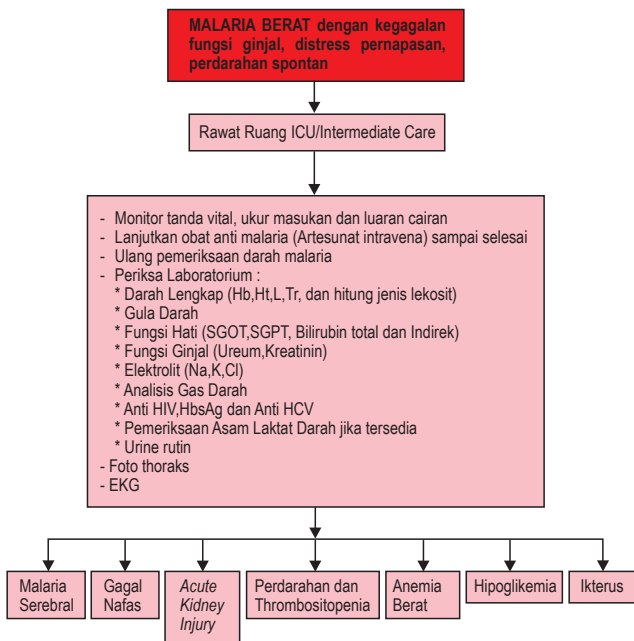 MALARIA BERAT dengan kegagalan
fungsi ginjal, distress pernapasan,
perdarahan spontan
Rawat Ruang ICU/Intermediate Care
- Monitor tanda vital, ukur masukan dan luaran cairan
- Lanjutkan obat anti malaria (Artesunat intravena) sampai selesai
- Ulang pemeriksaan darah malaria
- Periksa Laboratorium :
* Darah Lengkap (Hb,Ht,L,Tr, dan hitung jenis lekosit)
* Gula Darah
* Fungsi Hati (SGOT,SGPT, Bilirubin total dan Indirek)
* Fungsi Ginjal (Ureum,Kreatinin)
* Elektrolit (Na,K,Cl)
* Analisis Gas Darah
* Anti HIV,HbsAg dan Anti HCV
* Pemeriksaan Asam Laktat Darah jika tersedia
* Urine rutin
- Foto thoraks
- EKG
Malaria
Serebral
Gagal
Nafas
Acute
Kidney
Injury
Perdarahan dan
Thrombositopenia
Anemia
Berat
Hipoglikemia
Ikterus